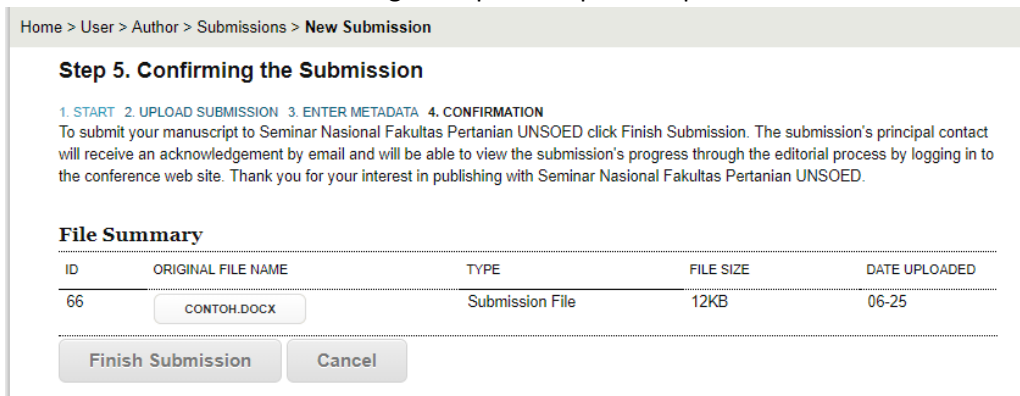 Home > User > Author > Submissions > New Submission
Step 5. Confirming the Submission
1. START 2. UPLOAD SUBMISSION 3. ENTER METADATA 4. CONFIRMATION
To submit your manuscript to Seminar Nasional Fakultas Pertanian UNSOED click Finish Submission. The submission's principal contact
will receive an acknowledgement by email and will be able to view the submission's progress through the editorial process by logging in to
the conference web site. Thank you for your interest in publishing with Seminar Nasional Fakultas Pertanian UNSOED.
File Summary
ID ORIGINAL FILE NAME TYPE FILE SIZE DATE UPLOADED
66 CONTOH.DOCX Submission File 12KB 06-25
Finish Submission Cancel